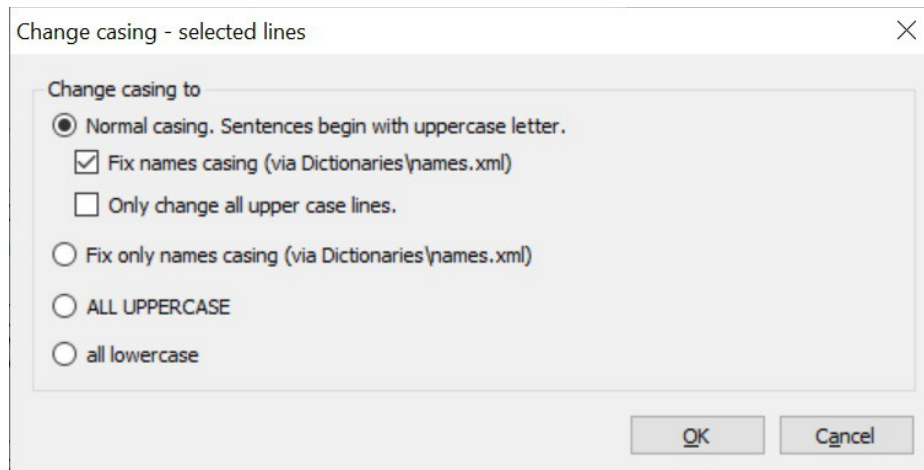 Change casing - selected lines
Change casing to
Normal casing. Sentences begin with uppercase letter.
Fix names casing (via Dictionaries\names.xml)
Only change all upper case lines.
Fix only names casing (via Dictionaries\names.xml)
ALL UPPERCASE
all lowercase
OK Cancel